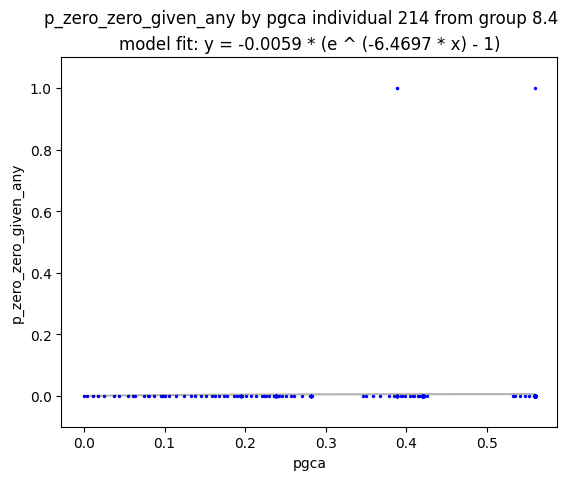 p_zero_zero_given_any by pgca individual 214 from group 8.4
model fit: y = -0.0059 * (e ^ (-6.4697 * x) - 1)
1.0
0.8
0.6
0.4
0.2
0.0
p_zero_zero_given_any
0.0 0.1 0.2 0.3 0.4 0.5
pgca